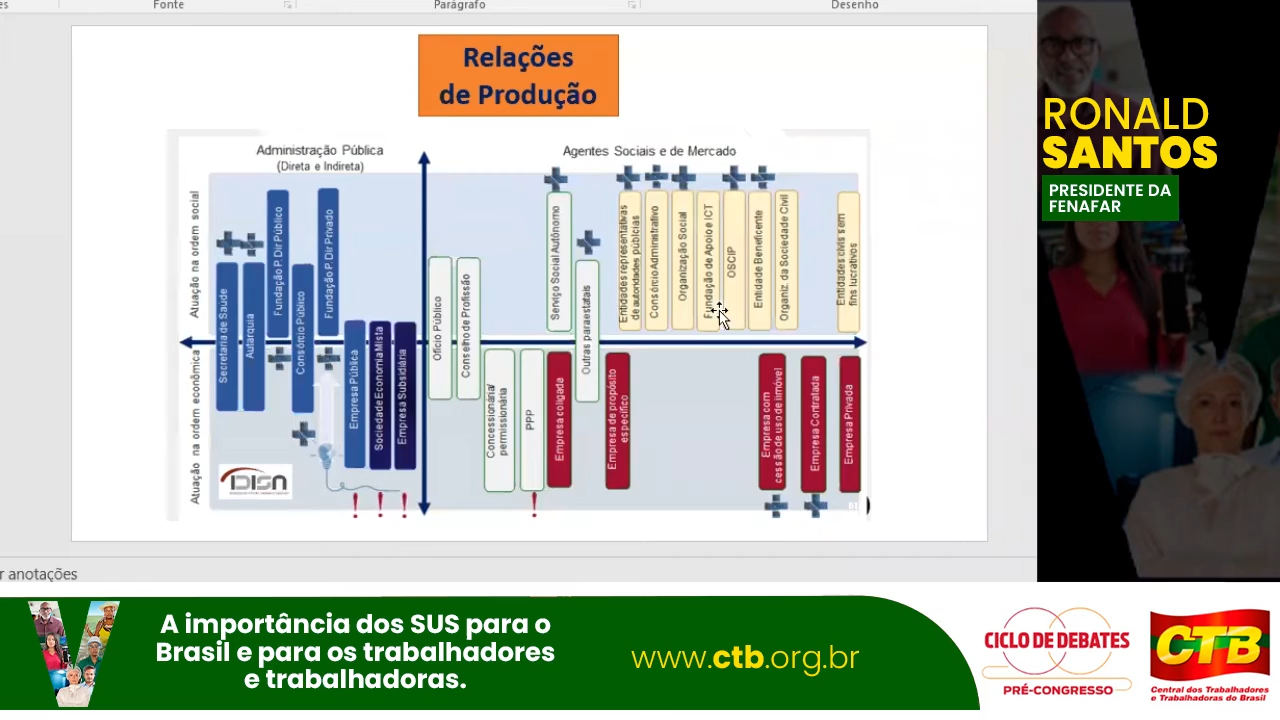 es
Fonte
Parágrafo
Desenho
Relações
de Produção
Administração Pública
(Direta e Indireta)
Agentes Sociais e de Mercado
Atuação na ordem social
Atuação na ordem econômica
Secretaria de Saúde
Autarquia
Fundação P. Dir Público
Consórcio Público
Fundação P. Dir Privado
Empresa Pública
Sociedade Economia Mista
Empresa Subsidiária
Ofício Público
Conselho de Profissão
Concessionária/
permissionária
PPP
Serviço Social Autônomo
Empresa coligada
Outras paraestatais
Entidades representativas
de autoridades públicias
Empresa de propósito
específico
Consórcio Administrativo
Organização Social
Fundação de Apoio e ICT
OSCIP
Entidade Beneficente
Organiz. da Sociedade Civil
Entidades civis sem
fins lucrativos
Empresa com
cessão de uso de iimóvel
Empresa Contratada
Empresa Privada
IDISA
r anotações
RONALD
SANTOS
PRESIDENTE DA
FENAFAR
A importância dos SUS para o
Brasil e para os trabalhadores
e trabalhadoras.
www.ctb.org.br
CICLO DE DEBATES
PRÉ-CONGRESSO
CTB
Central dos Trabalhadores
e Trabalhadoras do Brasil